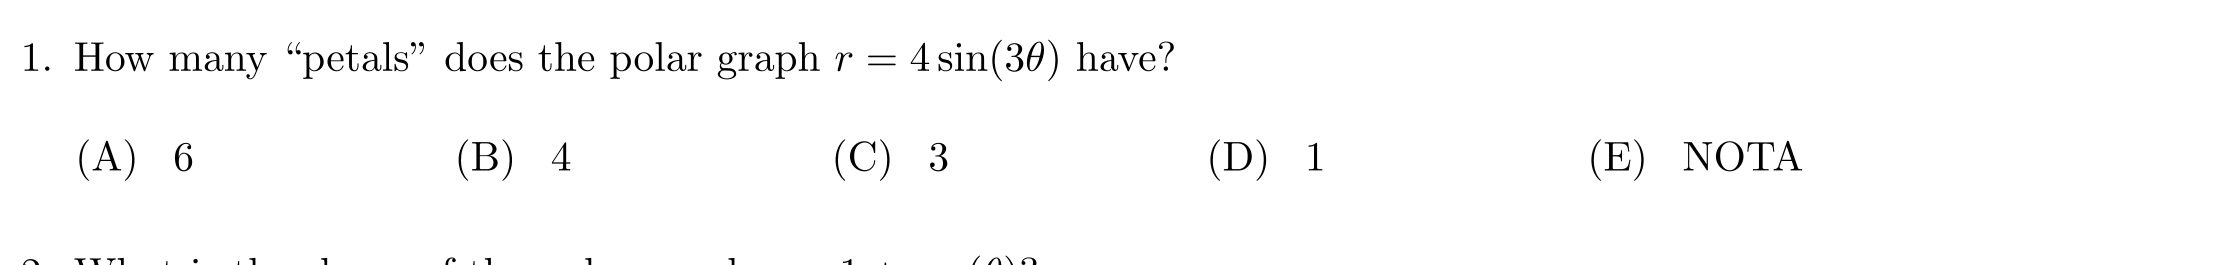 1. How many “petals” does the polar graph r = 4 sin(3θ) have?
(A) 6 (B) 4 (C) 3 (D) 1 (E) NOTA